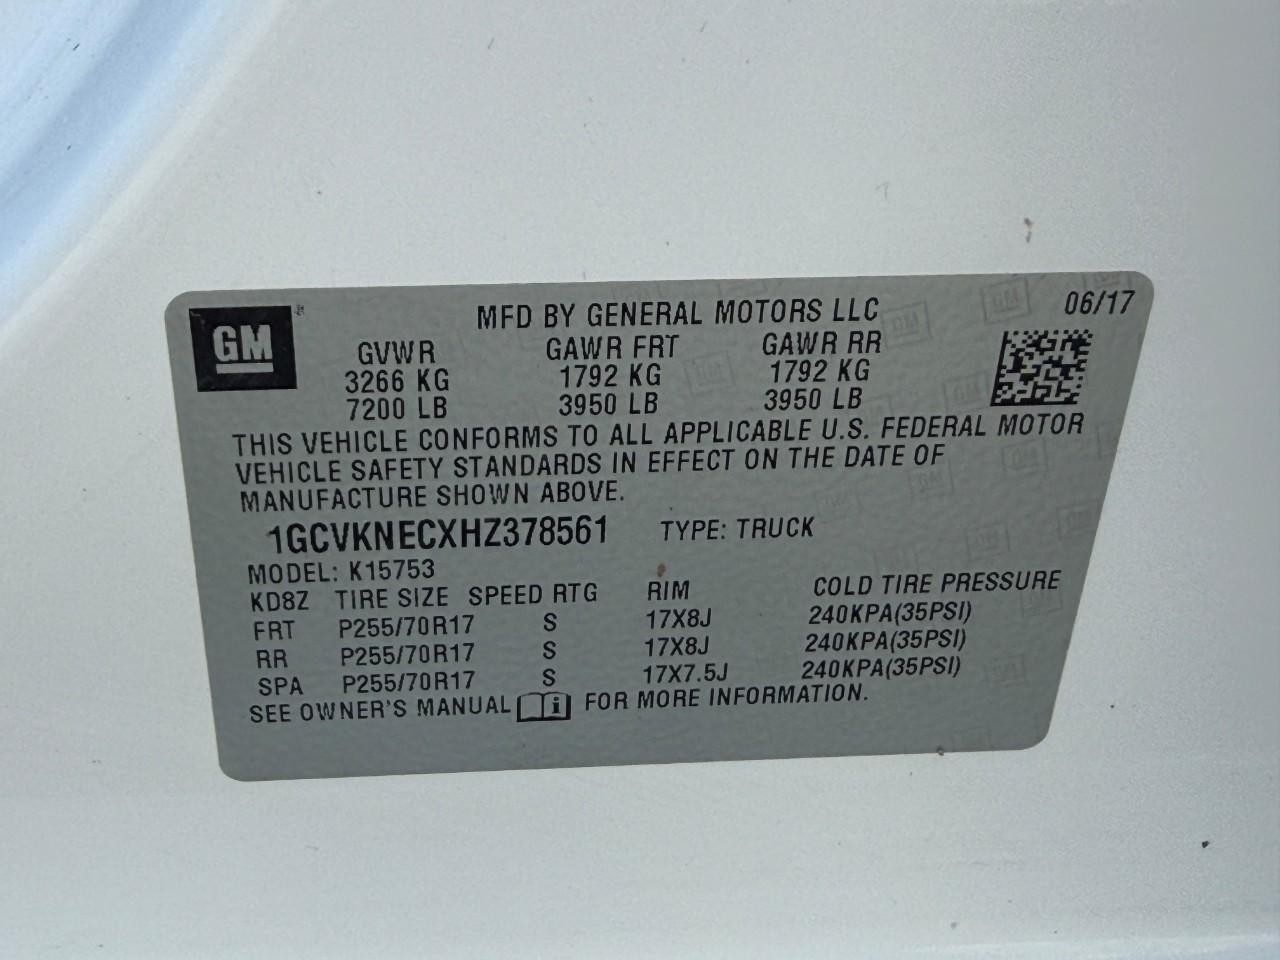 GM
MFD BY GENERAL MOTORS LLC 06/17
GVWR GAWR FRT GAWR RR
3266 KG 1792 KG 1792 KG
7200 LB 3950 LB 3950 LB
THIS VEHICLE CONFORMS TO ALL APPLICABLE U.S. FEDERAL MOTOR
VEHICLE SAFETY STANDARDS IN EFFECT ON THE DATE OF
MANUFACTURE SHOWN ABOVE.
1GCVKNECXHZ378561 TYPE: TRUCK
MODEL: K15753
KD8Z TIRE SIZE SPEED RTG RIM COLD TIRE PRESSURE
FRT P255/70R17 S 17X8J 240KPA(35PSI)
RR P255/70R17 S 17X8J 240KPA(35PSI)
SPA P255/70R17 S 17X7.5J 240KPA(35PSI)
SEE OWNER'S MANUAL i FOR MORE INFORMATION.